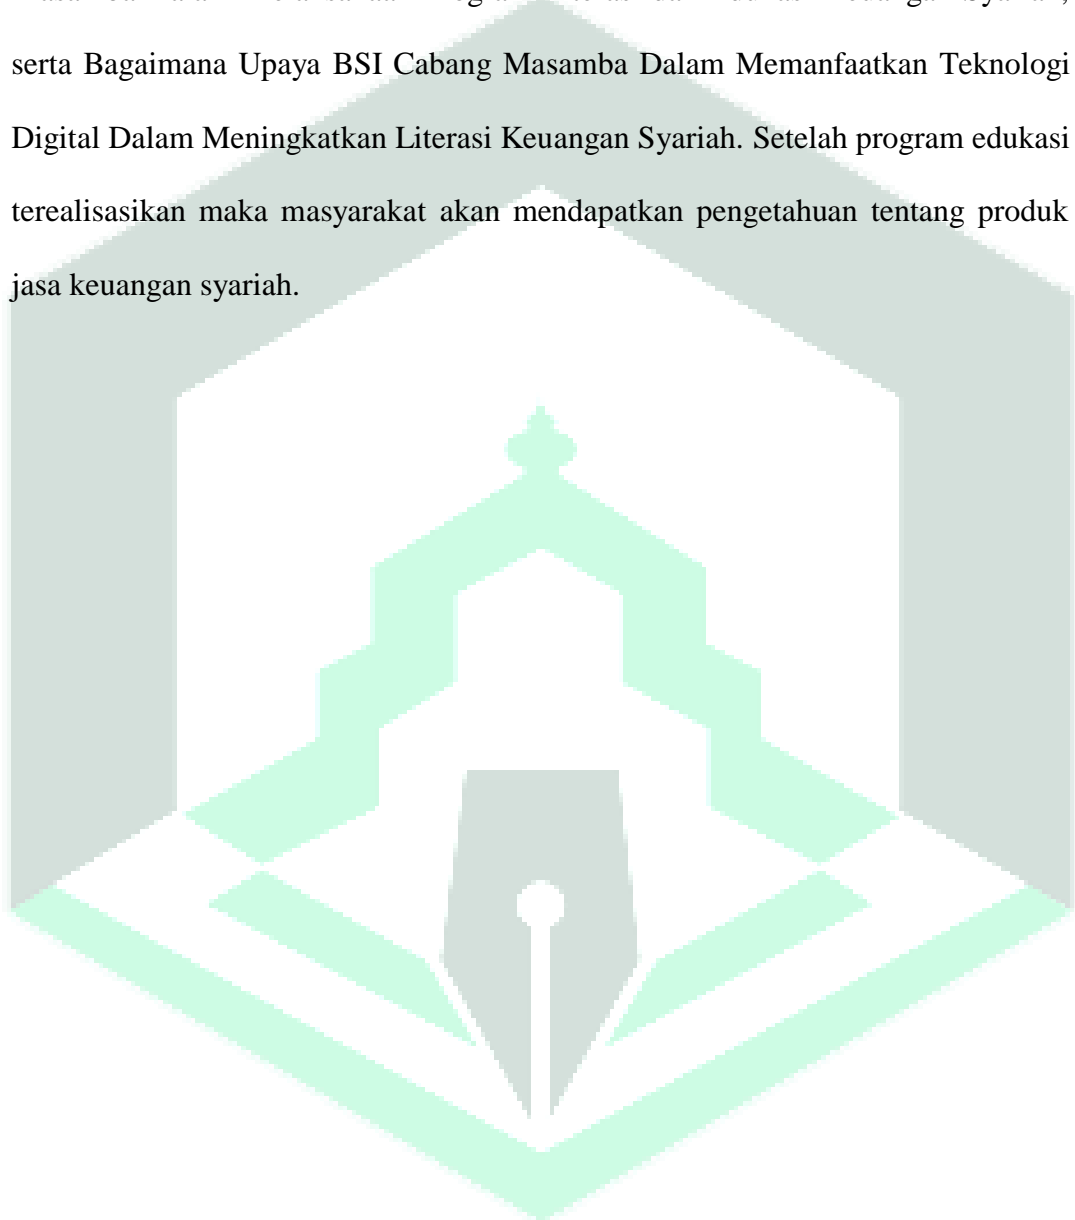 serta Bagaimana Upaya BSI Cabang Masamba Dalam Memanfaatkan Teknologi
Digital Dalam Meningkatkan Literasi Keuangan Syariah. Setelah program edukasi
terealisasikan maka masyarakat akan mendapatkan pengetahuan tentang produk
jasa keuangan syariah.